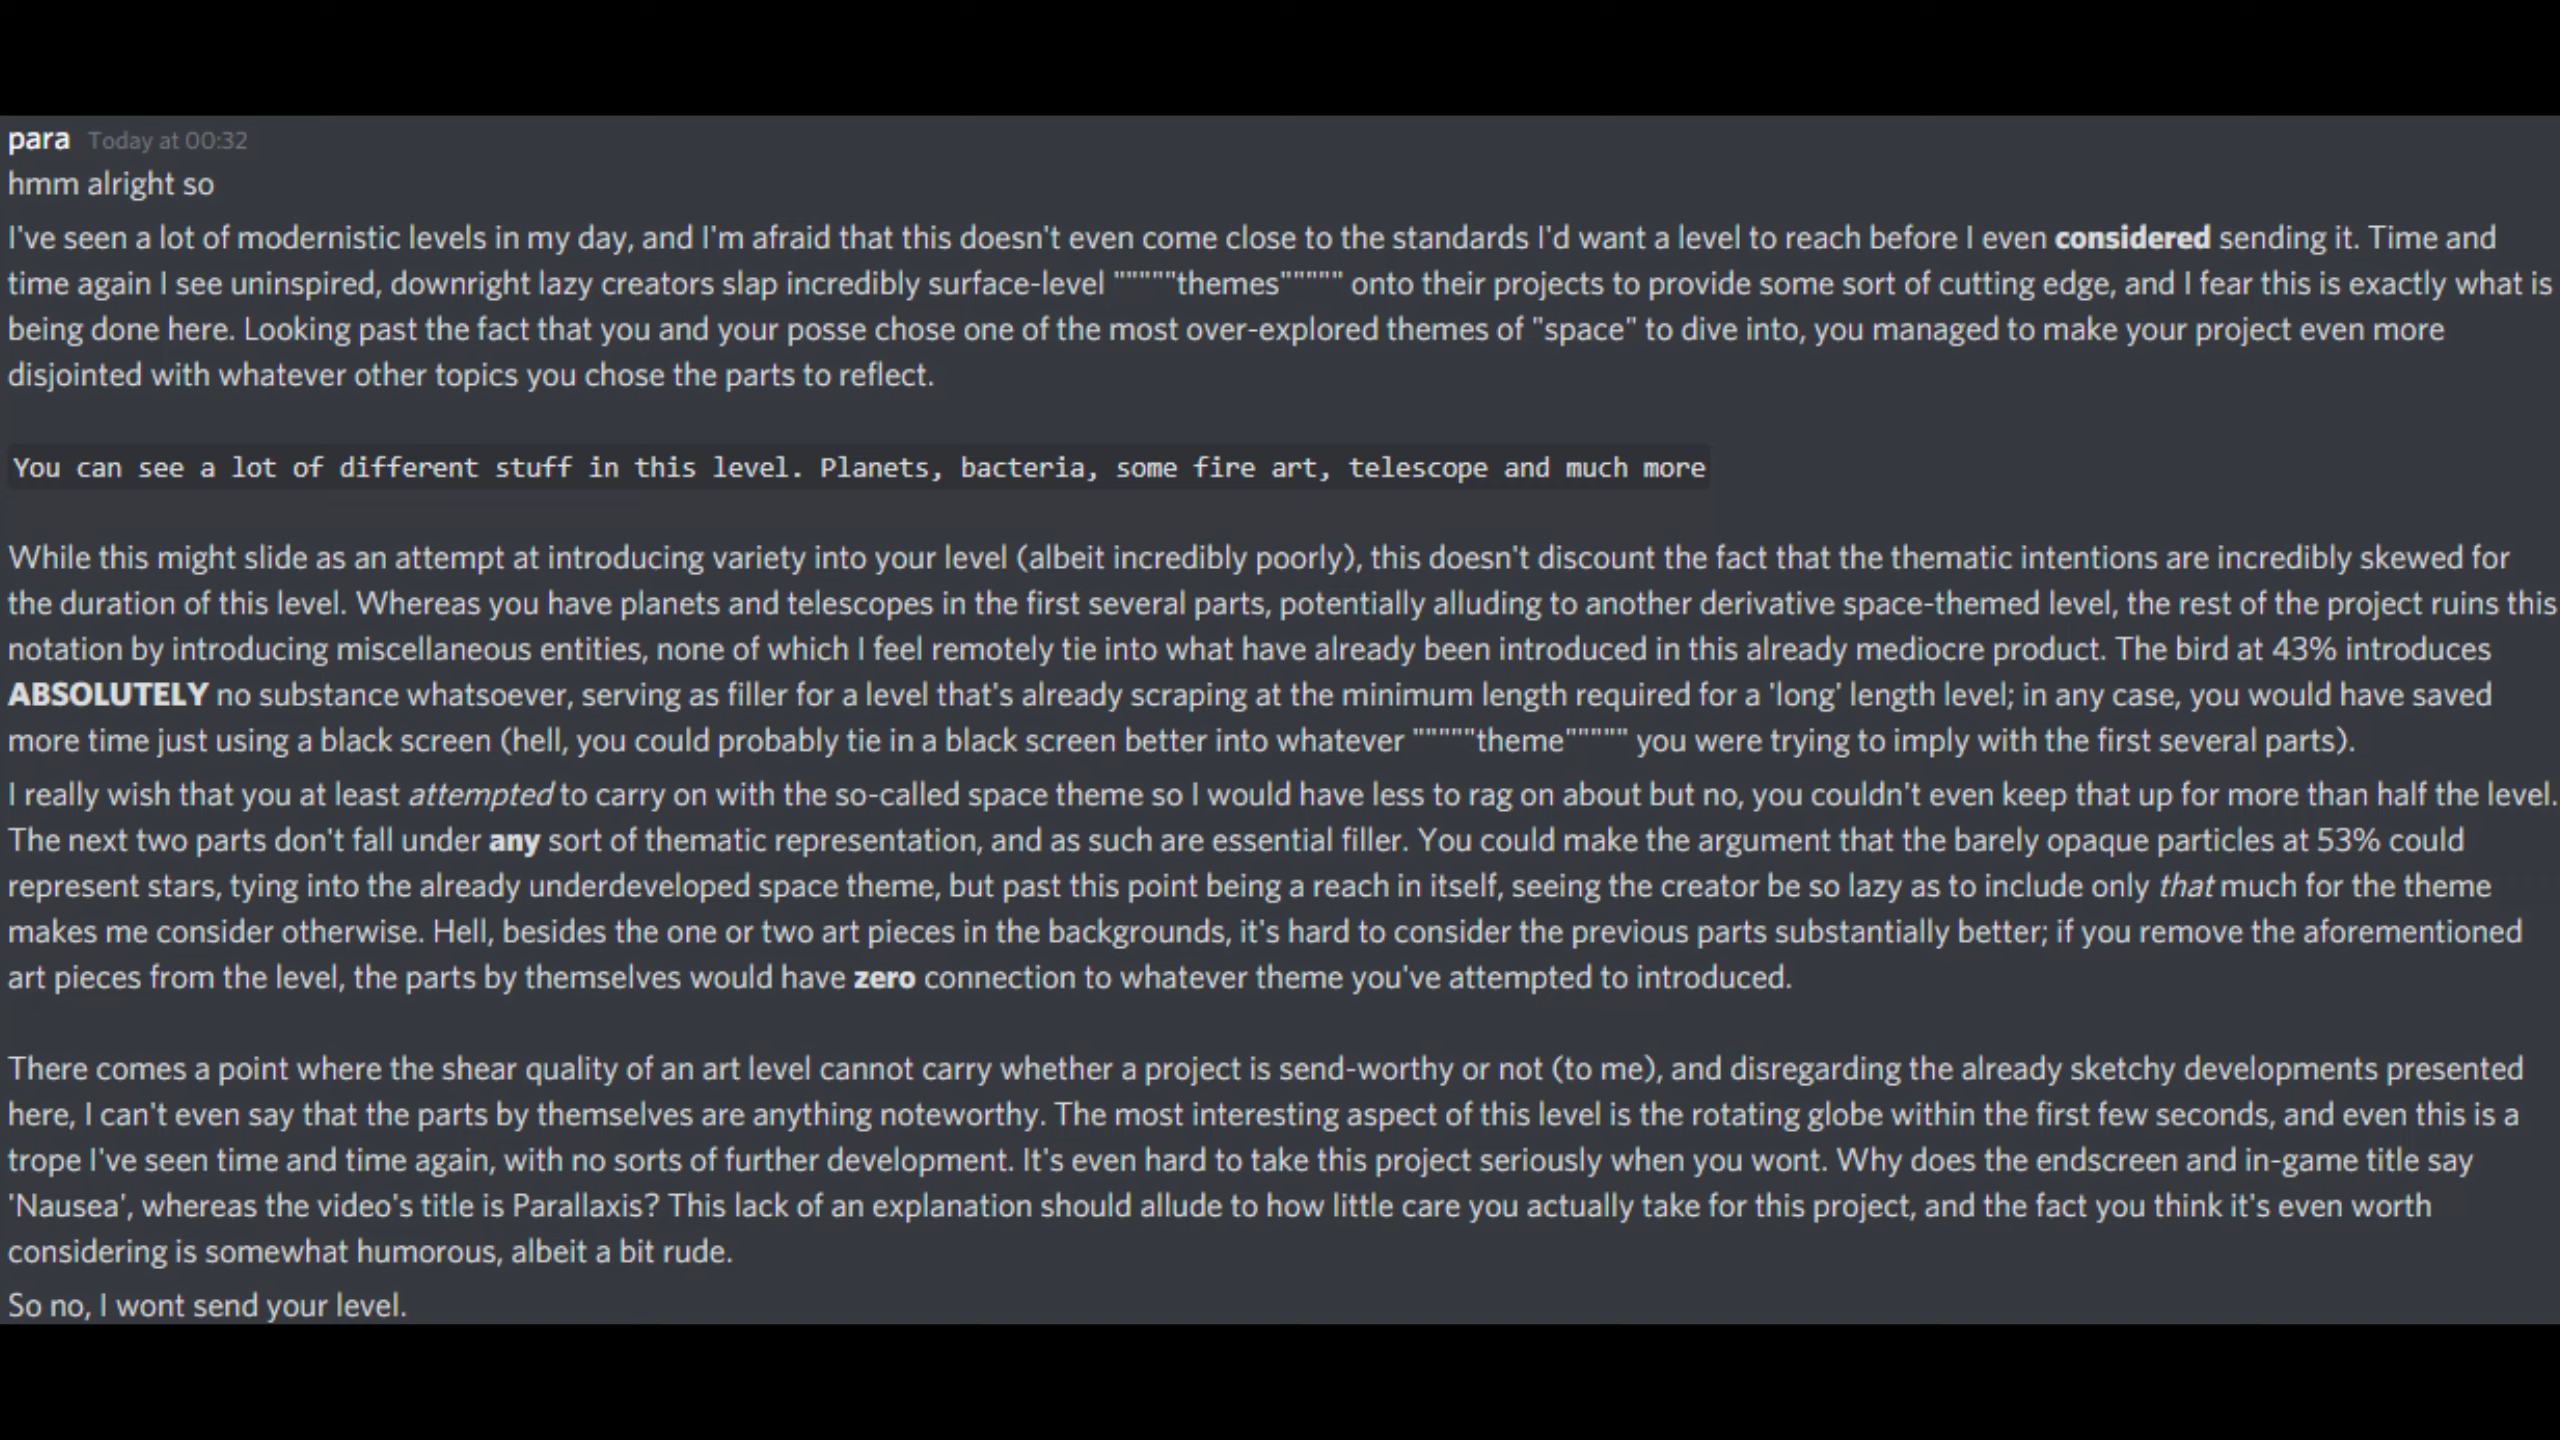 para Today at 00:32
hmm alright so
I've seen a lot of modernistic levels in my day, and I'm afraid that this doesn't even come close to the standards I'd want a level to reach before I even considered sending it. Time and
time again I see uninspired, downright lazy creators slap incredibly surface-level """""themes""""" onto their projects to provide some sort of cutting edge, and I fear this is exactly what is
being done here. Looking past the fact that you and your posse chose one of the most over-explored themes of "space" to dive into, you managed to make your project even more
disjointed with whatever other topics you chose the parts to reflect.
You can see a lot of different stuff in this level. Planets, bacteria, some fire art, telescope and much more
While this might slide as an attempt at introducing variety into your level (albeit incredibly poorly), this doesn't discount the fact that the thematic intentions are incredibly skewed for
the duration of this level. Whereas you have planets and telescopes in the first several parts, potentially alluding to another derivative space-themed level, the rest of the project ruins this
notation by introducing miscellaneous entities, none of which I feel remotely tie into what have already been introduced in this already mediocre product. The bird at 43% introduces
ABSOLUTELY no substance whatsoever, serving as filler for a level that's already scraping at the minimum length required for a 'long' length level; in any case, you would have saved
more time just using a black screen (hell, you could probably tie in a black screen better into whatever """""theme""""" you were trying to imply with the first several parts).
I really wish that you at least attempted to carry on with the so-called space theme so I would have less to rag on about but no, you couldn't even keep that up for more than half the level.
The next two parts don't fall under any sort of thematic representation, and as such are essential filler. You could make the argument that the barely opaque particles at 53% could
represent stars, tying into the already underdeveloped space theme, but past this point being a reach in itself, seeing the creator be so lazy as to include only that much for the theme
makes me consider otherwise. Hell, besides the one or two art pieces in the backgrounds, it's hard to consider the previous parts substantially better; if you remove the aforementioned
art pieces from the level, the parts by themselves would have zero connection to whatever theme you've attempted to introduced.
There comes a point where the shear quality of an art level cannot carry whether a project is send-worthy or not (to me), and disregarding the already sketchy developments presented
here, I can't even say that the parts by themselves are anything noteworthy. The most interesting aspect of this level is the rotating globe within the first few seconds, and even this is a
trope I've seen time and time again, with no sorts of further development. It's even hard to take this project seriously when you wont. Why does the endscreen and in-game title say
'Nausea', whereas the video's title is Parallaxis? This lack of an explanation should allude to how little care you actually take for this project, and the fact you think it's even worth
considering is somewhat humorous, albeit a bit rude.
So no, I wont send your level.